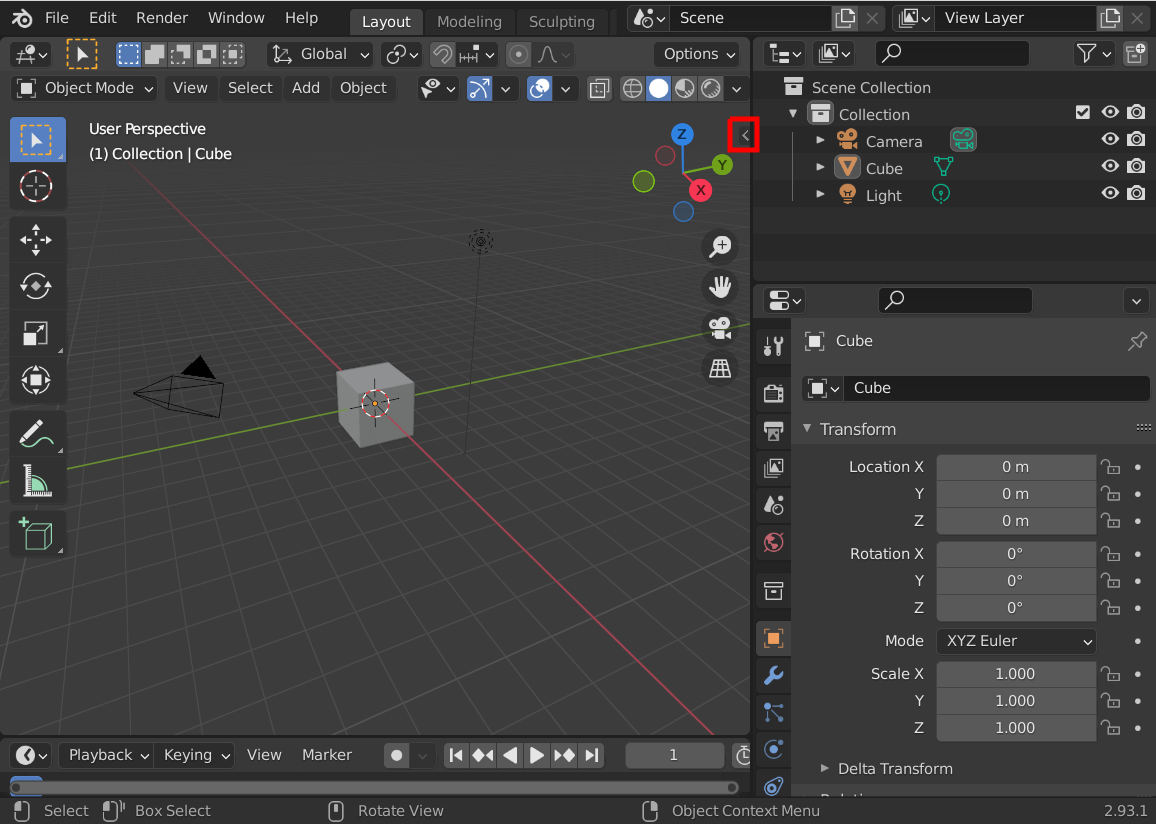 File Edit Render Window Help Layout Modeling Sculpting Scene View Layer
Global Options
Object Mode View Select Add Object
User Perspective
(1) Collection | Cube
Z
Y
X
Scene Collection
Collection
Camera
Cube
Light
Cube
Cube
Transform
Location X 0 m
Y 0 m
Z 0 m
Rotation X 0°
Y 0°
Z 0°
Mode XYZ Euler
Scale X 1.000
Y 1.000
Z 1.000
Delta Transform
Playback Keying View Marker 1
Select Box Select Rotate View Object Context Menu 2.93.1